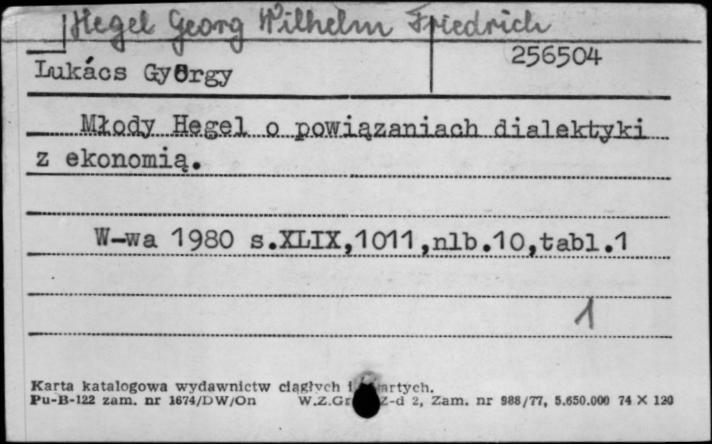 Hegel Georg Wilhelm Friedrich
256504
Lukács György
Młody Hegel o powiązaniach dialektyki
z ekonomią.
W-wa 1980 s.XLIX,1011,nlb.10,tabl.1
1
Karta katalogowa wydawnictw ciągłych
Pu-B-122 zam. nr 1674/DW/On W.Z.Gr Z-d 2, Zam. nr 988/77, 5.650.000 74 X 120